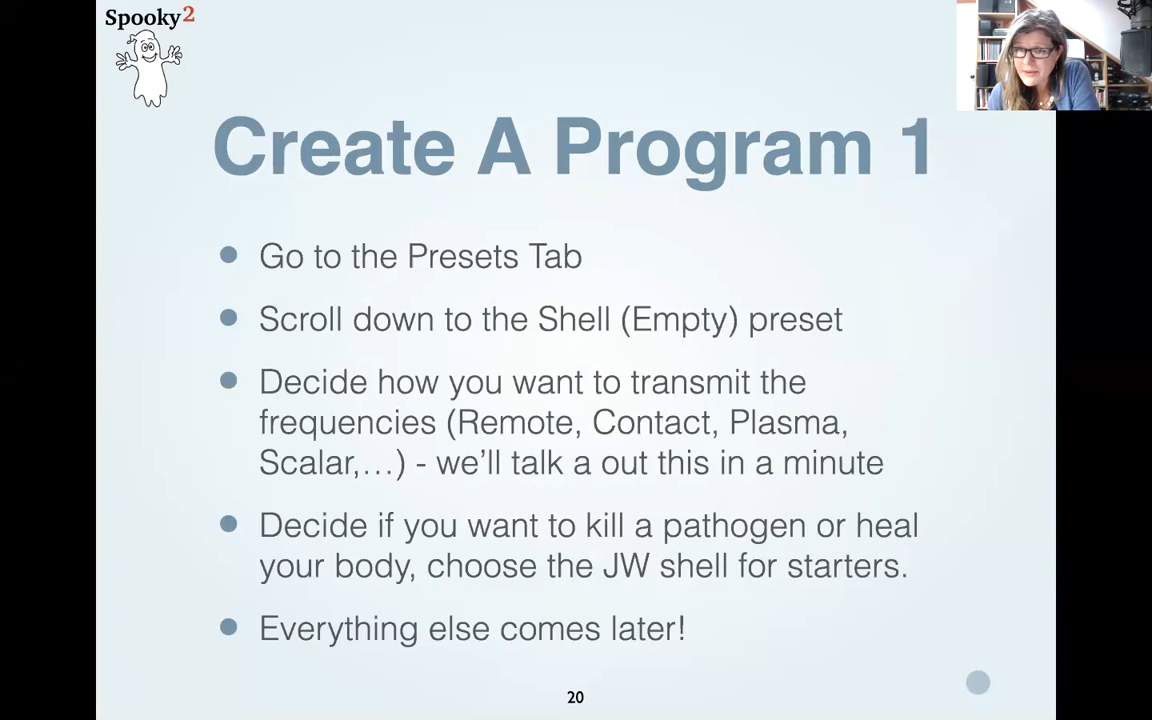 Spooky2
Create A Program 1
Go to the Presets Tab
Scroll down to the Shell (Empty) preset
Decide how you want to transmit the
frequencies (Remote, Contact, Plasma,
Scalar,…) - we’ll talk a out this in a minute
Decide if you want to kill a pathogen or heal
your body, choose the JW shell for starters.
Everything else comes later!
20